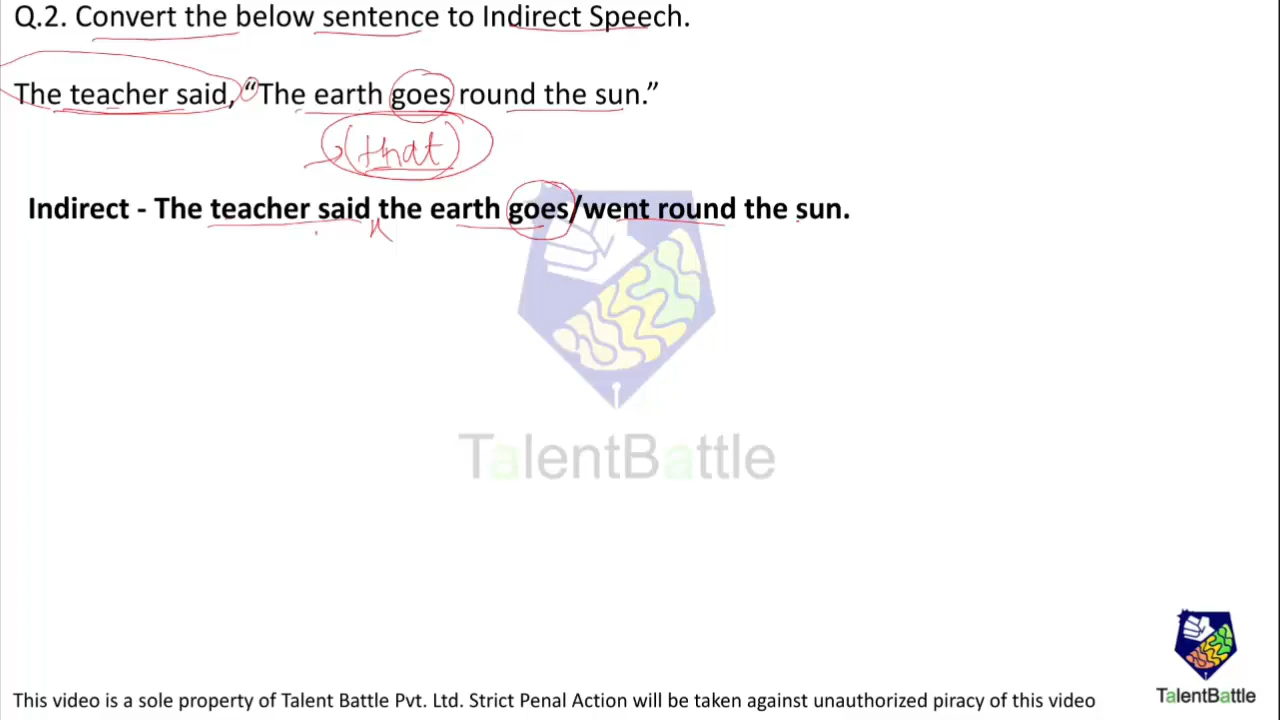 Q.2. Convert the below sentence to Indirect Speech.
The teacher said, “The earth goes round the sun.”
(that)
Indirect - The teacher said the earth goes/went round the sun.
TalentBattle
TalentBattle
This video is a sole property of Talent Battle Pvt. Ltd. Strict Penal Action will be taken against unauthorized piracy of this video